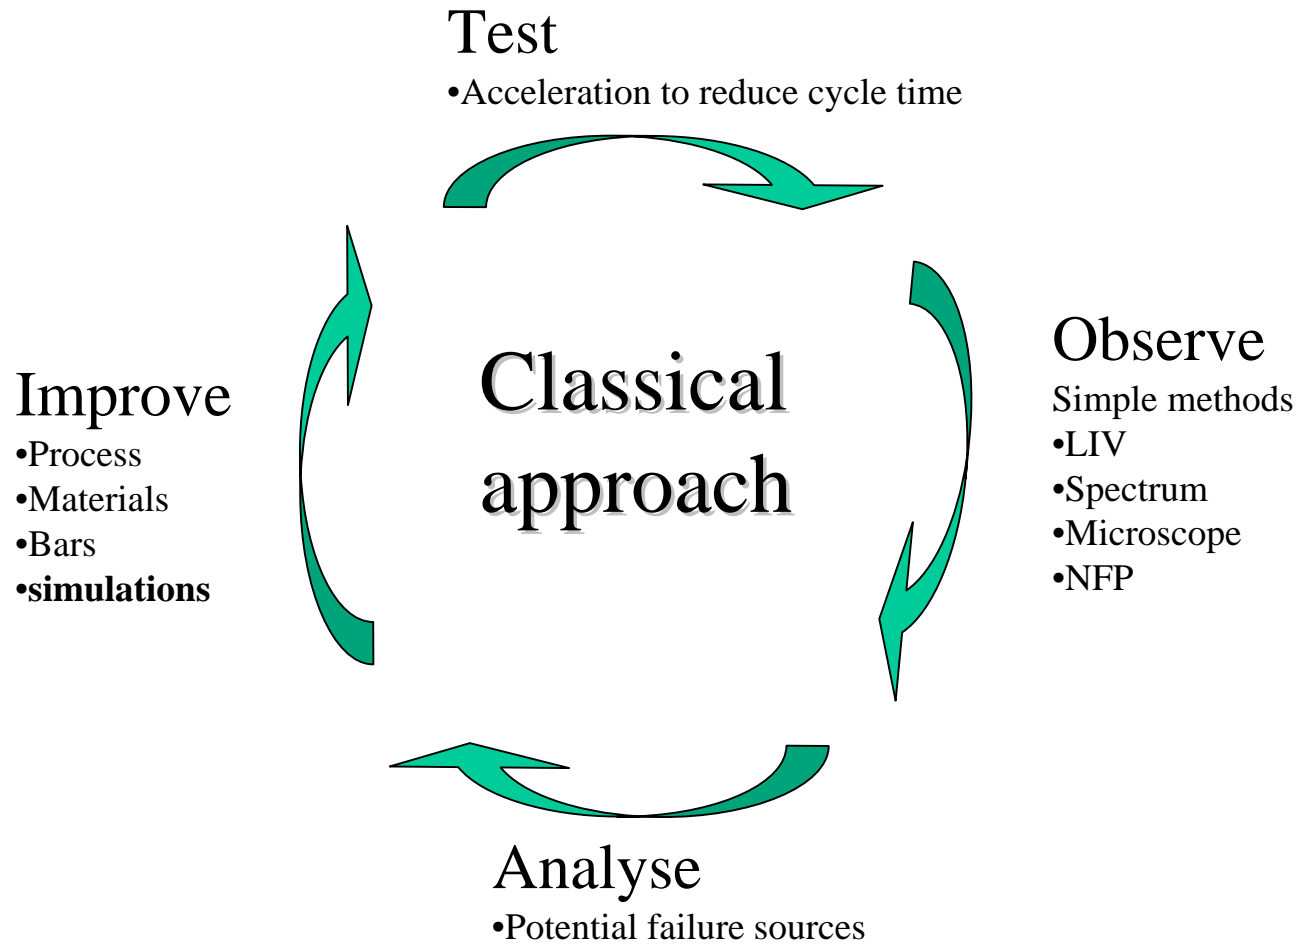 Test
•Acceleration to reduce cycle time
Classical
approach
Observe
Simple methods
•LIV
•Spectrum
•Microscope
•NFP
Improve
•Process
•Materials
•Bars
•simulations
Analyse
•Potential failure sources